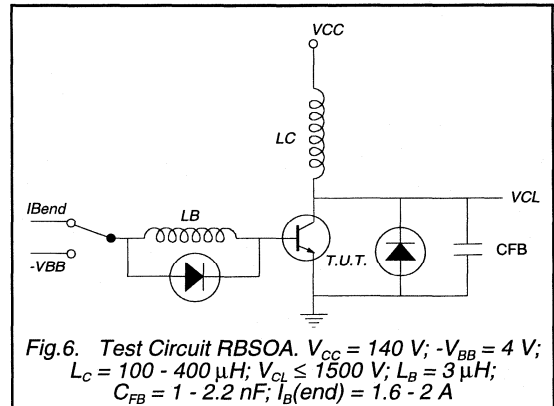 VCC
LC
VCL
IBend
LB
-VBB
T.U.T.
CFB
Fig.6. Test Circuit RBSOA. VCC = 140 V; -VBB = 4 V;
LC = 100 - 400 μH; VCL ≤ 1500 V; LB = 3 μH;
CFB = 1 - 2.2 nF; IB(end) = 1.6 - 2 A